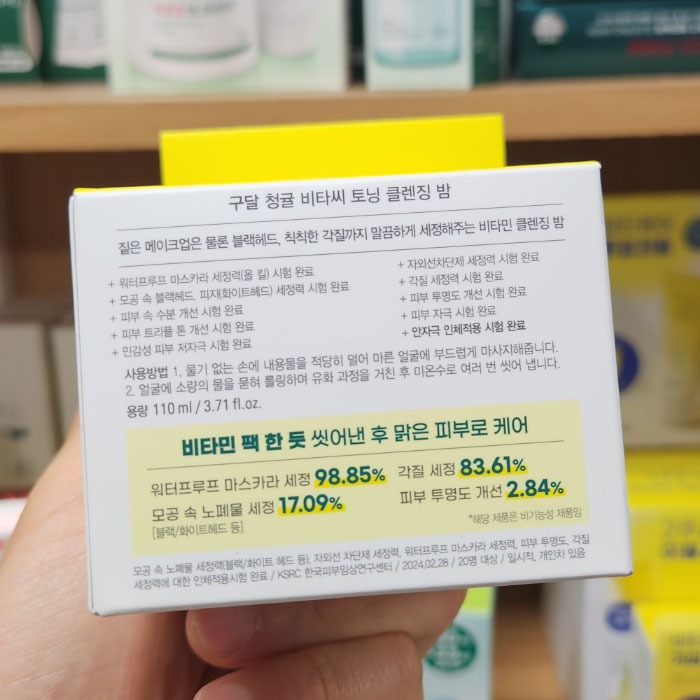 구달 청귤 비타씨 토닝 클렌징 밤
짙은 메이크업은 물론 블랙헤드, 칙칙한 각질까지 말끔하게 세정해주는 비타민 클렌징 밤
+ 워터프루프 마스카라 세정력(올 킬) 시험 완료
+ 모공 속 블랙헤드, 피지(화이트헤드) 세정력 시험 완료
+ 피부 속 수분 개선 시험 완료
+ 피부 트리플 톤 개선 시험 완료
+ 민감성 피부 저자극 시험 완료
+ 자외선차단제 세정력 시험 완료
+ 각질 세정력 시험 완료
+ 피부 투명도 개선 시험 완료
+ 피부 자극 시험 완료
+ 안자극 인체적용 시험 완료
사용방법 1. 물기 없는 손에 내용물을 적당히 덜어 마른 얼굴에 부드럽게 마사지해줍니다.
2. 얼굴에 소량의 물을 묻혀 롤링하며 유화 과정을 거친 후 미온수로 여러 번 씻어 냅니다.
용량 110 ml / 3.71 fl.oz.
비타민 팩 한 듯 씻어낸 후 맑은 피부로 케어
워터프루프 마스카라 세정 98.85% 각질 세정 83.61%
모공 속 노폐물 세정 17.09% 피부 투명도 개선 2.84%
[블랙/화이트헤드 등]
*해당 제품은 비기능성 제품임
모공 속 노폐물 세정력(블랙/화이트 헤드 등), 자외선 차단제 세정력, 워터프루프 마스카라 세정력, 피부 투명도, 각질
세정력에 대한 인체적용시험 완료 / KSRC 한국피부임상연구센터 / 2024.02.28 / 20명 대상 / 일시적, 개인차 있음